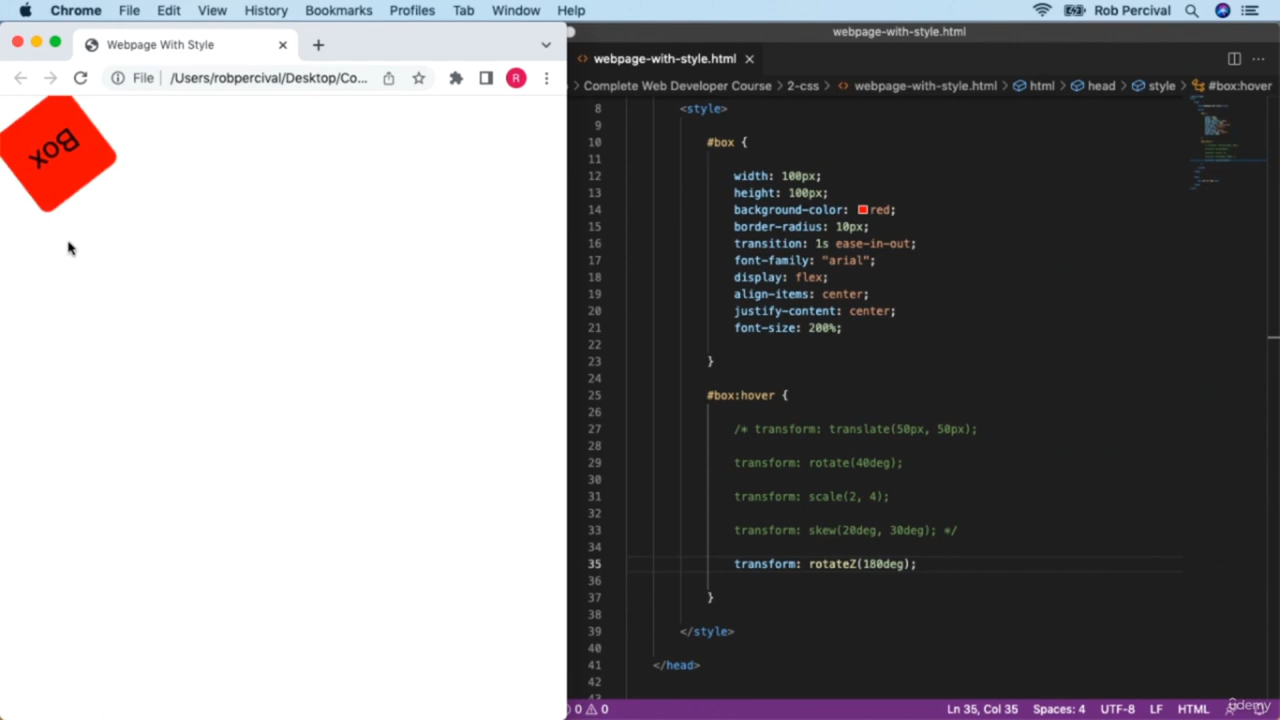 Chrome File Edit View History Bookmarks Profiles Tab Window Help Rob Percival
webpage-with-style.html
Webpage With Style
webpage-with-style.html
File /Users/robpercival/Desktop/Co...
R
Complete Web Developer Course > 2-css > webpage-with-style.html > html > head > style > #box:hover
Box
8 <style>
9
10 #box {
11
12 width: 100px;
13 height: 100px;
14 background-color: red;
15 border-radius: 10px;
16 transition: 1s ease-in-out;
17 font-family: "arial";
18 display: flex;
19 align-items: center;
20 justify-content: center;
21 font-size: 200%;
22
23 }
24
25 #box:hover {
26
27 /* transform: translate(50px, 50px);
28
29 transform: rotate(40deg);
30
31 transform: scale(2, 4);
32
33 transform: skew(20deg, 30deg); */
34
35 transform: rotateZ(180deg);
36
37 }
38
39 </style>
40
41 </head>
42
43
0 0 Ln 35, Col 35 Spaces: 4 UTF-8 LF HTML
ûdemy